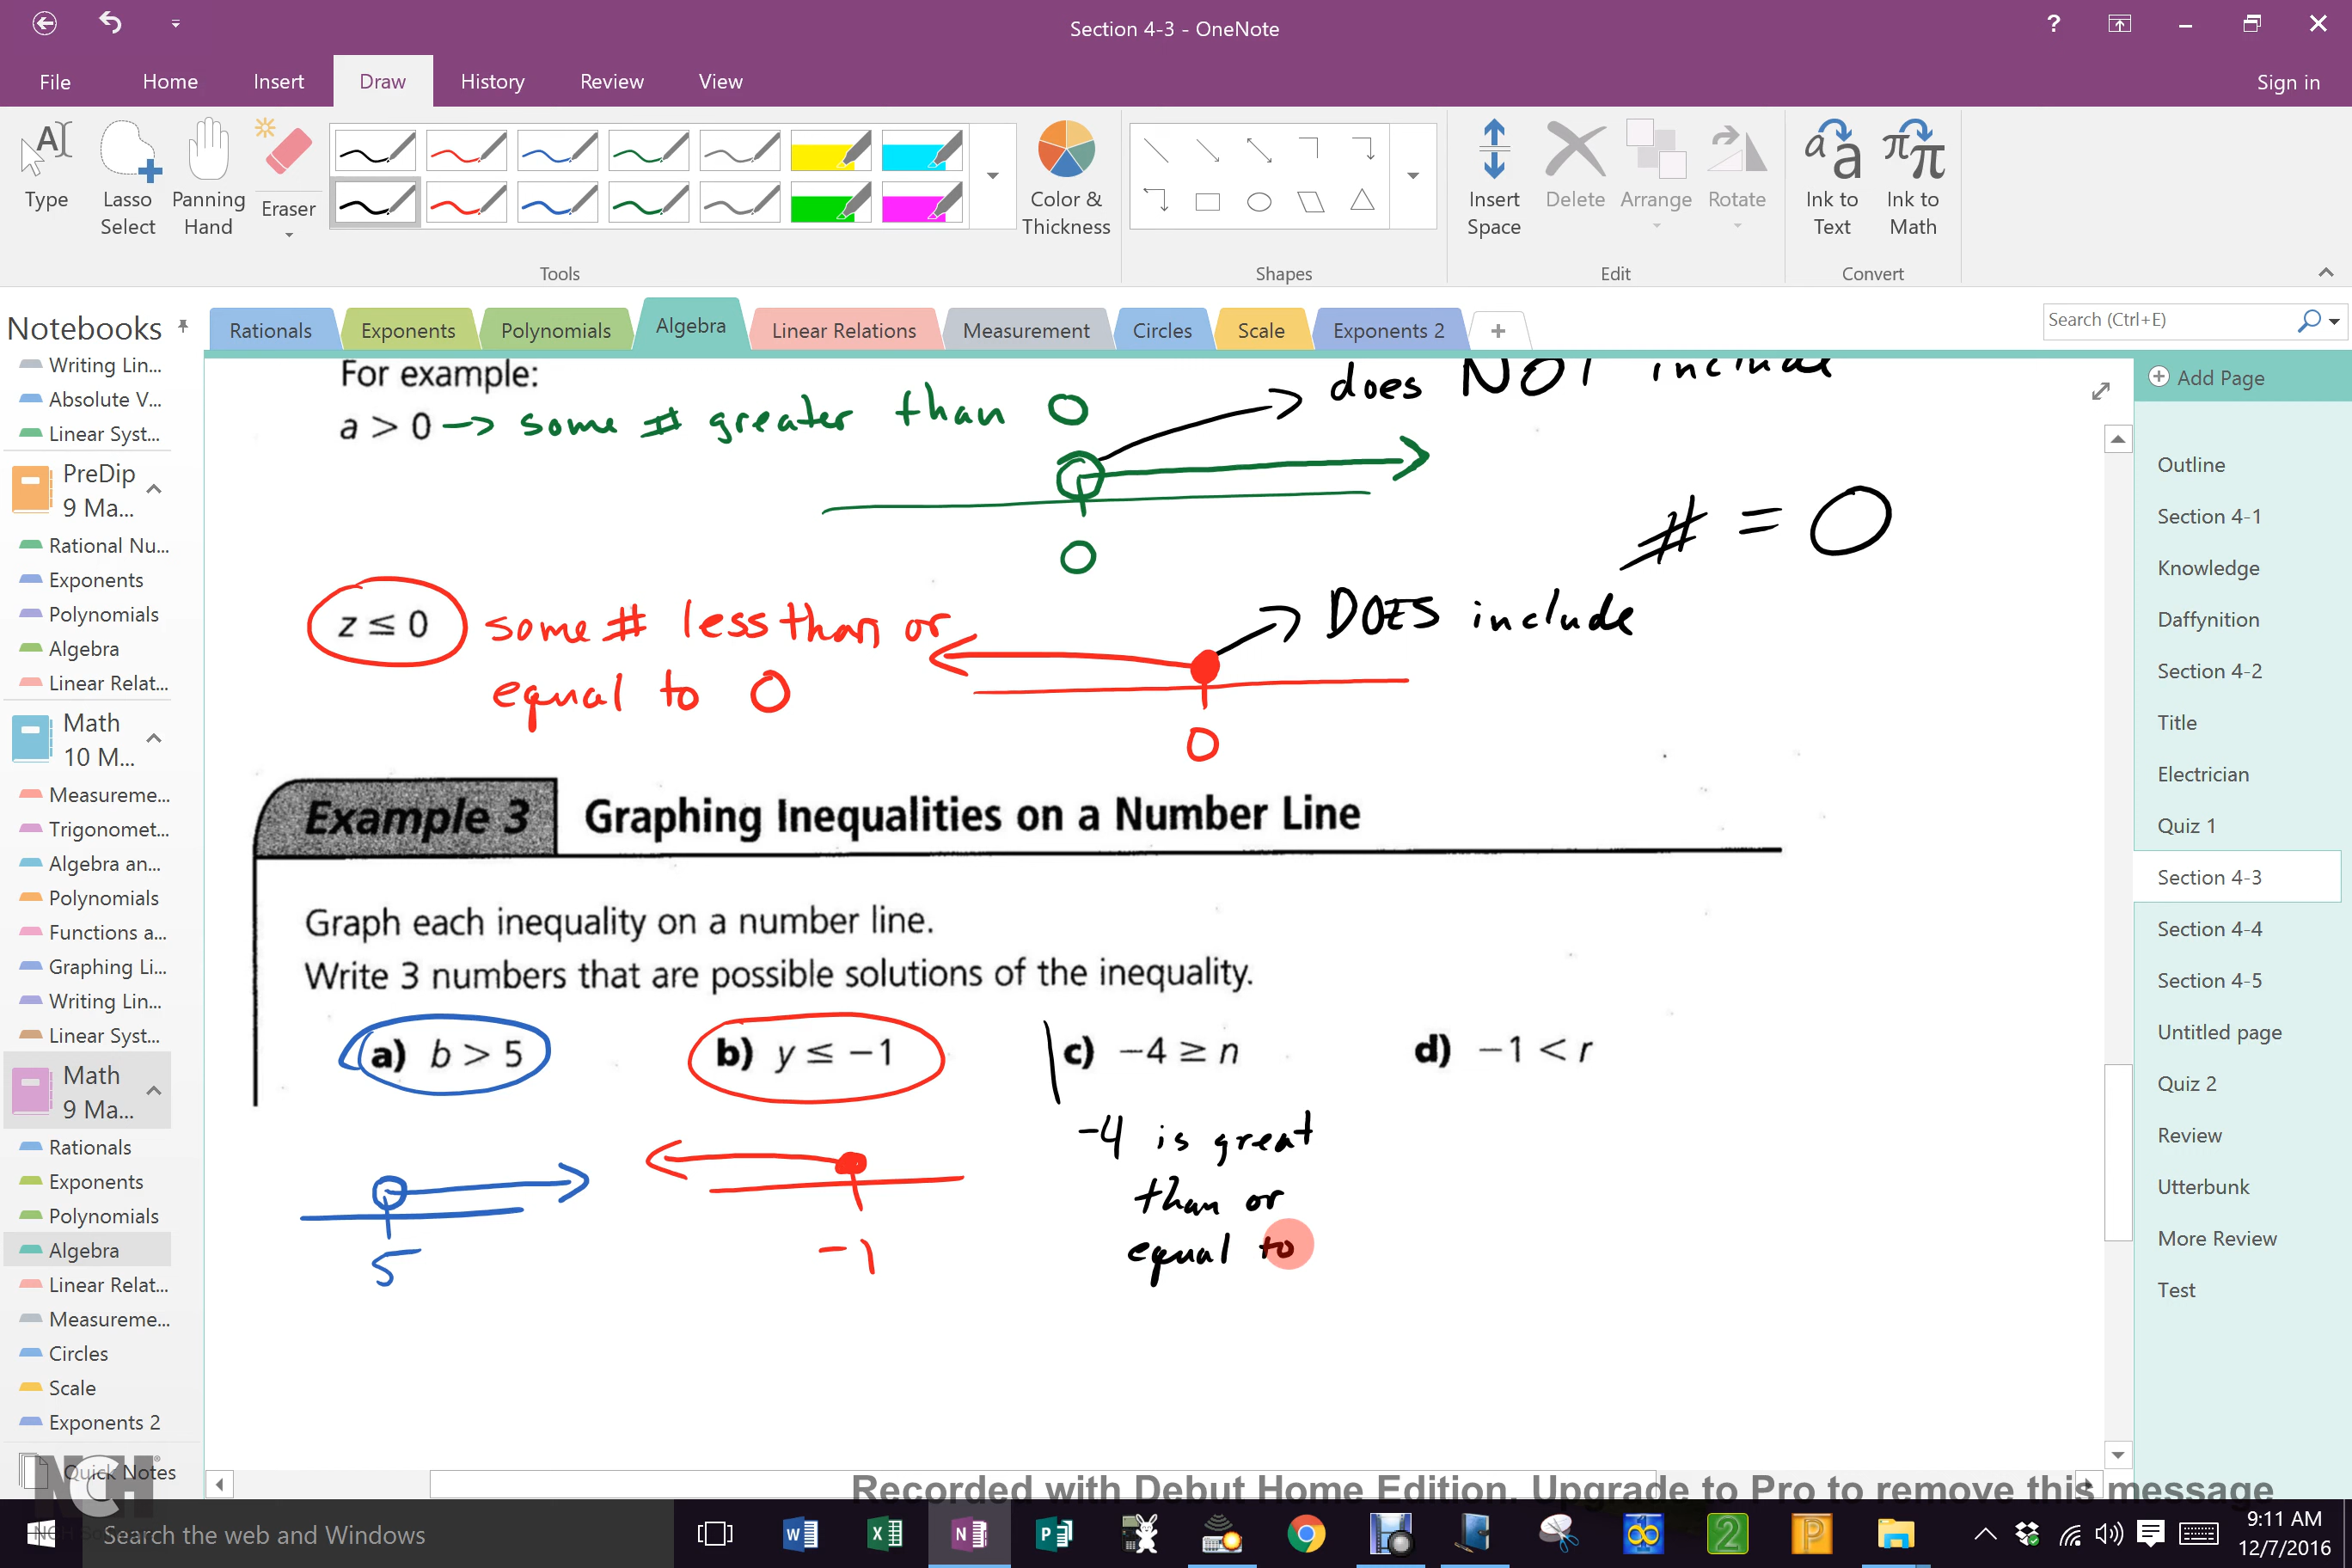 Section 4-3 - OneNote
?
File Home Insert Draw History Review View Sign in
Type
Lasso Select
Panning Hand
Eraser
Color & Thickness
Insert Space
Delete
Arrange
Rotate
Ink to Text
Ink to Math
Tools
Shapes
Edit
Convert
Notebooks
Rationals Exponents Polynomials Algebra Linear Relations Measurement Circles Scale Exponents 2 +
Search (Ctrl+E)
Writing Lin...
Absolute V...
Linear Syst...
PreDip
9 Ma...
Rational Nu...
Exponents
Polynomials
Algebra
Linear Relat...
Math
10 M...
Measureme...
Trigonomet...
Algebra an...
Polynomials
Functions a...
Graphing Li...
Writing Lin...
Linear Syst...
Math
9 Ma...
Rationals
Exponents
Polynomials
Algebra
Linear Relat...
Measureme...
Circles
Scale
Exponents 2
Quick Notes
For example:
does NOT include
a > 0 → some # greater than 0
0
# = 0
z ≤ 0 some # less than or
equal to 0
DOES include
0
Example 3 Graphing Inequalities on a Number Line
Graph each inequality on a number line.
Write 3 numbers that are possible solutions of the inequality.
a) b > 5 b) y ≤ −1 c) −4 ≥ n d) −1 < r
5
-1
-4 is great
than or
equal to
Add Page
Outline
Section 4-1
Knowledge
Daffynition
Section 4-2
Title
Electrician
Quiz 1
Section 4-3
Section 4-4
Section 4-5
Untitled page
Quiz 2
Review
Utterbunk
More Review
Test
NCH
Recorded with Debut Home Edition. Upgrade to Pro to remove this message
Search the web and Windows
9:11 AM
12/7/2016